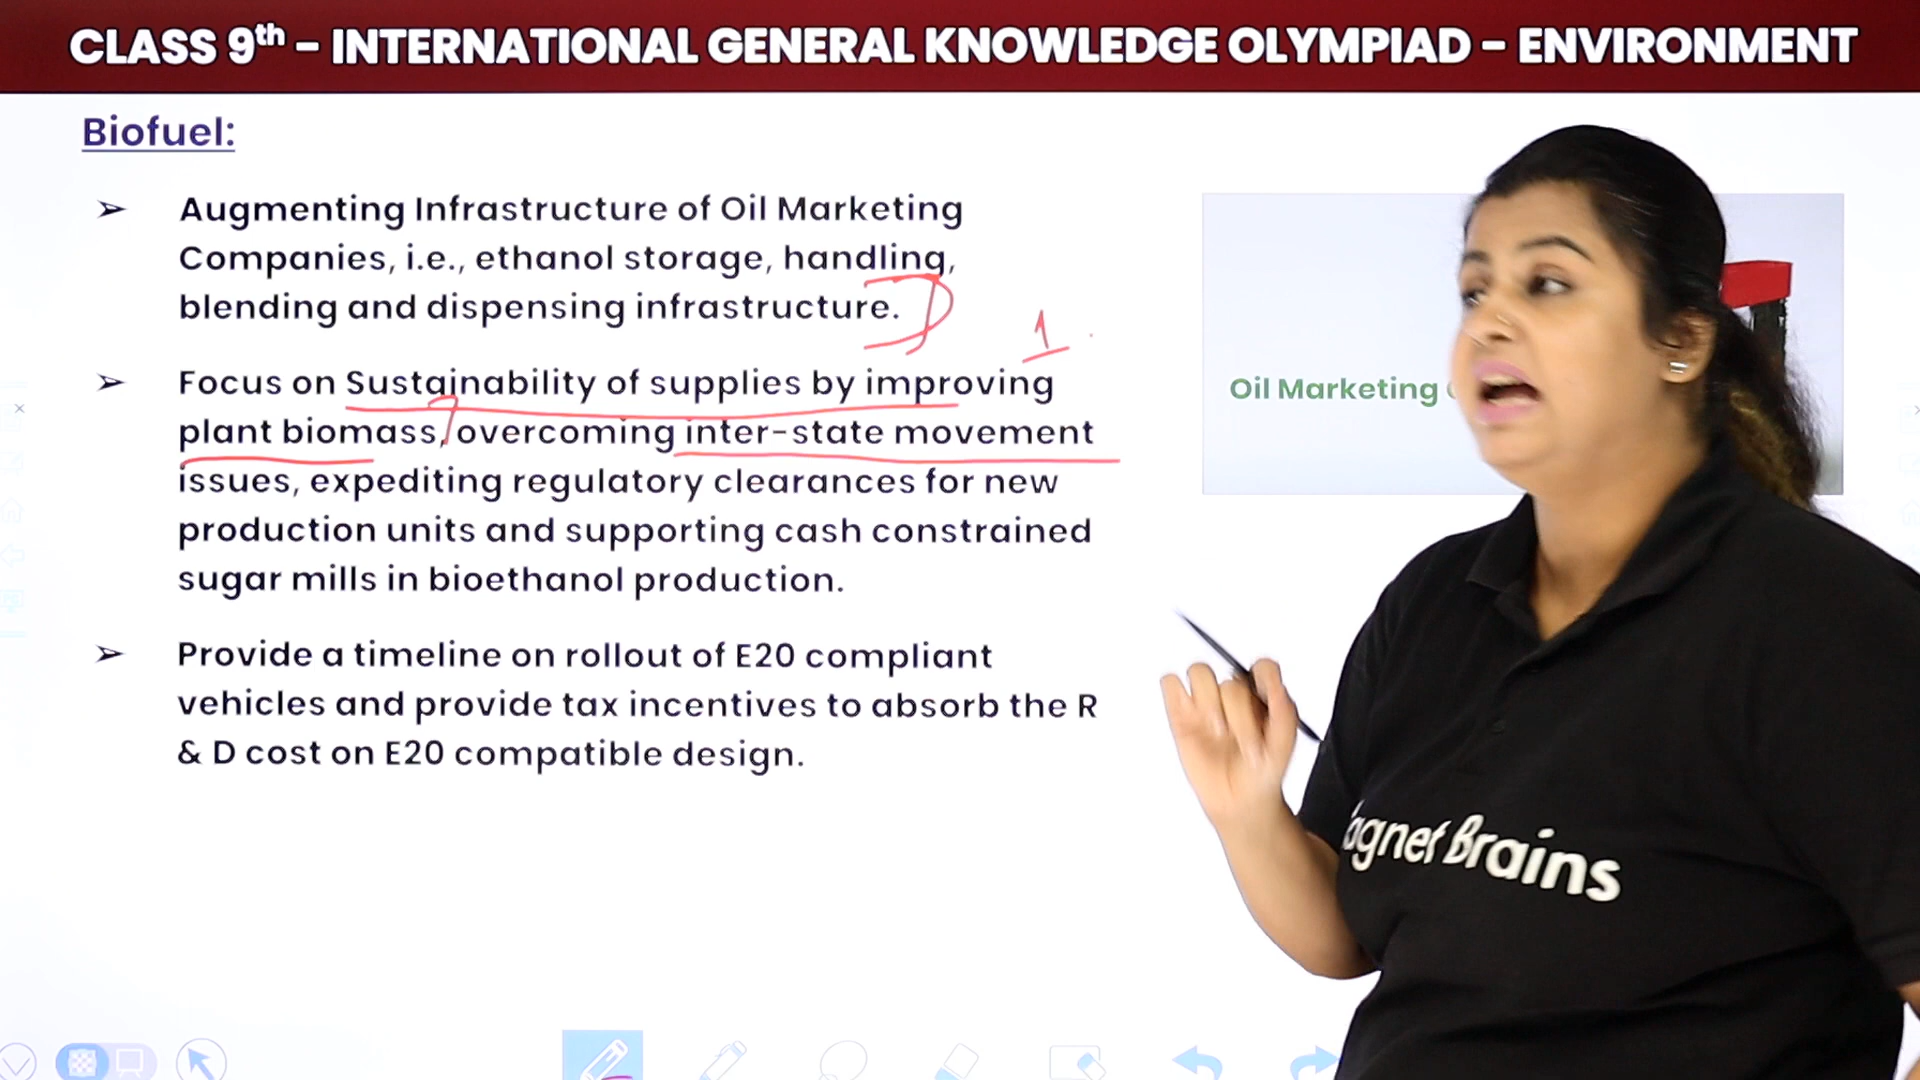 CLASS 9th – INTERNATIONAL GENERAL KNOWLEDGE OLYMPIAD – ENVIRONMENT
Biofuel:
➢ Augmenting Infrastructure of Oil Marketing
Companies, i.e., ethanol storage, handling,
blending and dispensing infrastructure.
1
➢ Focus on Sustainability of supplies by improving
plant biomass, overcoming inter-state movement
issues, expediting regulatory clearances for new
production units and supporting cash constrained
sugar mills in bioethanol production.
➢ Provide a timeline on rollout of E20 compliant
vehicles and provide tax incentives to absorb the R
& D cost on E20 compatible design.
Oil Marketing
agnet Brains